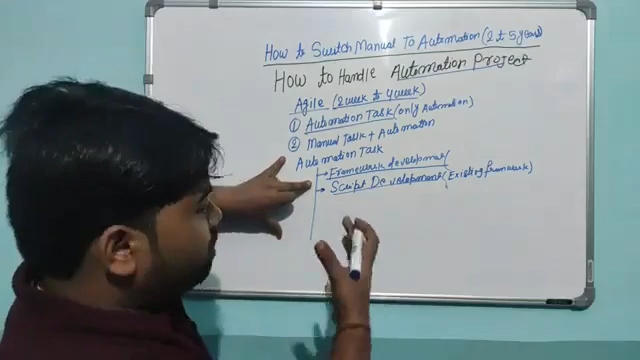 How to Switch Manual To Automation (2 to 5 years)
How to Handle Automation Project
Agile (2 week to 4 week)
① Automation Task (only Automation)
② Manual Task + Automation
Automation Task
→ Framework development
→ Script Development (Existing framework)